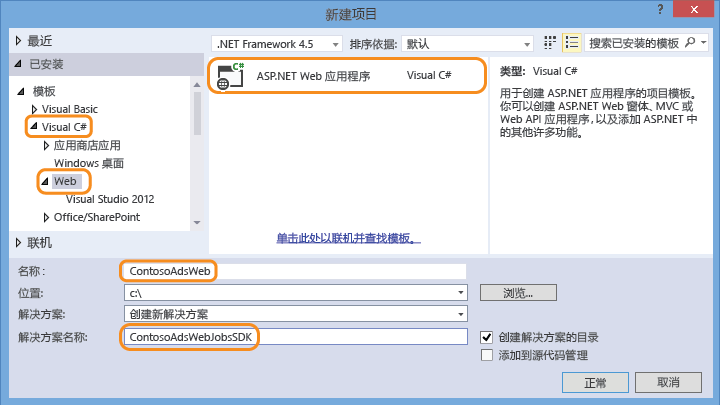 新建项目
?
最近
.NET Framework 4.5
排序依据:
默认
搜索已安装的模板
已安装
模板
Visual Basic
Visual C#
应用商店应用
Windows 桌面
Web
Visual Studio 2012
Office/SharePoint
联机
C#
ASP.NET Web 应用程序
Visual C#
单击此处以联机并查找模板。
类型: Visual C#
用于创建 ASP.NET 应用程序的项目模板。
你可以创建 ASP.NET Web 窗体、MVC 或
Web API 应用程序, 以及添加 ASP.NET 中
的其他许多功能。
名称:
ContosoAdsWeb
位置:
c:\
浏览...
解决方案:
创建新解决方案
解决方案名称:
ContosoAdsWebJobsSDK
创建解决方案的目录
添加到源代码管理
正常
取消